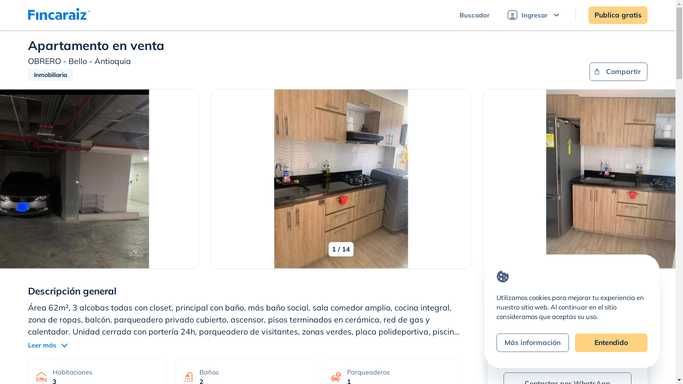 Fincaraiz
Buscador
Ingresar
Publica gratis
Apartamento en venta
OBRERO - Bello - Antioquia
Inmobiliaria
Compartir
1 / 14
Descripción general
Área 62m², 3 alcobas todas con closet, principal con baño, más baño social, sala comedor amplio, cocina integral,
zona de ropas, balcón, parqueadero privado cubierto, ascensor, pisos terminados en cerámica, red de gas y
calentador. Unidad cerrada con portería 24h, parqueadero de visitantes, zonas verdes, placa polideportiva, piscin...
Leer más
Utilizamos cookies para mejorar tu experiencia en
nuestro sitio web. Al continuar en el sitio
consideramos que aceptas su uso.
Más información
Entendido
Habitaciones
3
Baños
2
Parqueaderos
1
Contactar por WhatsApp